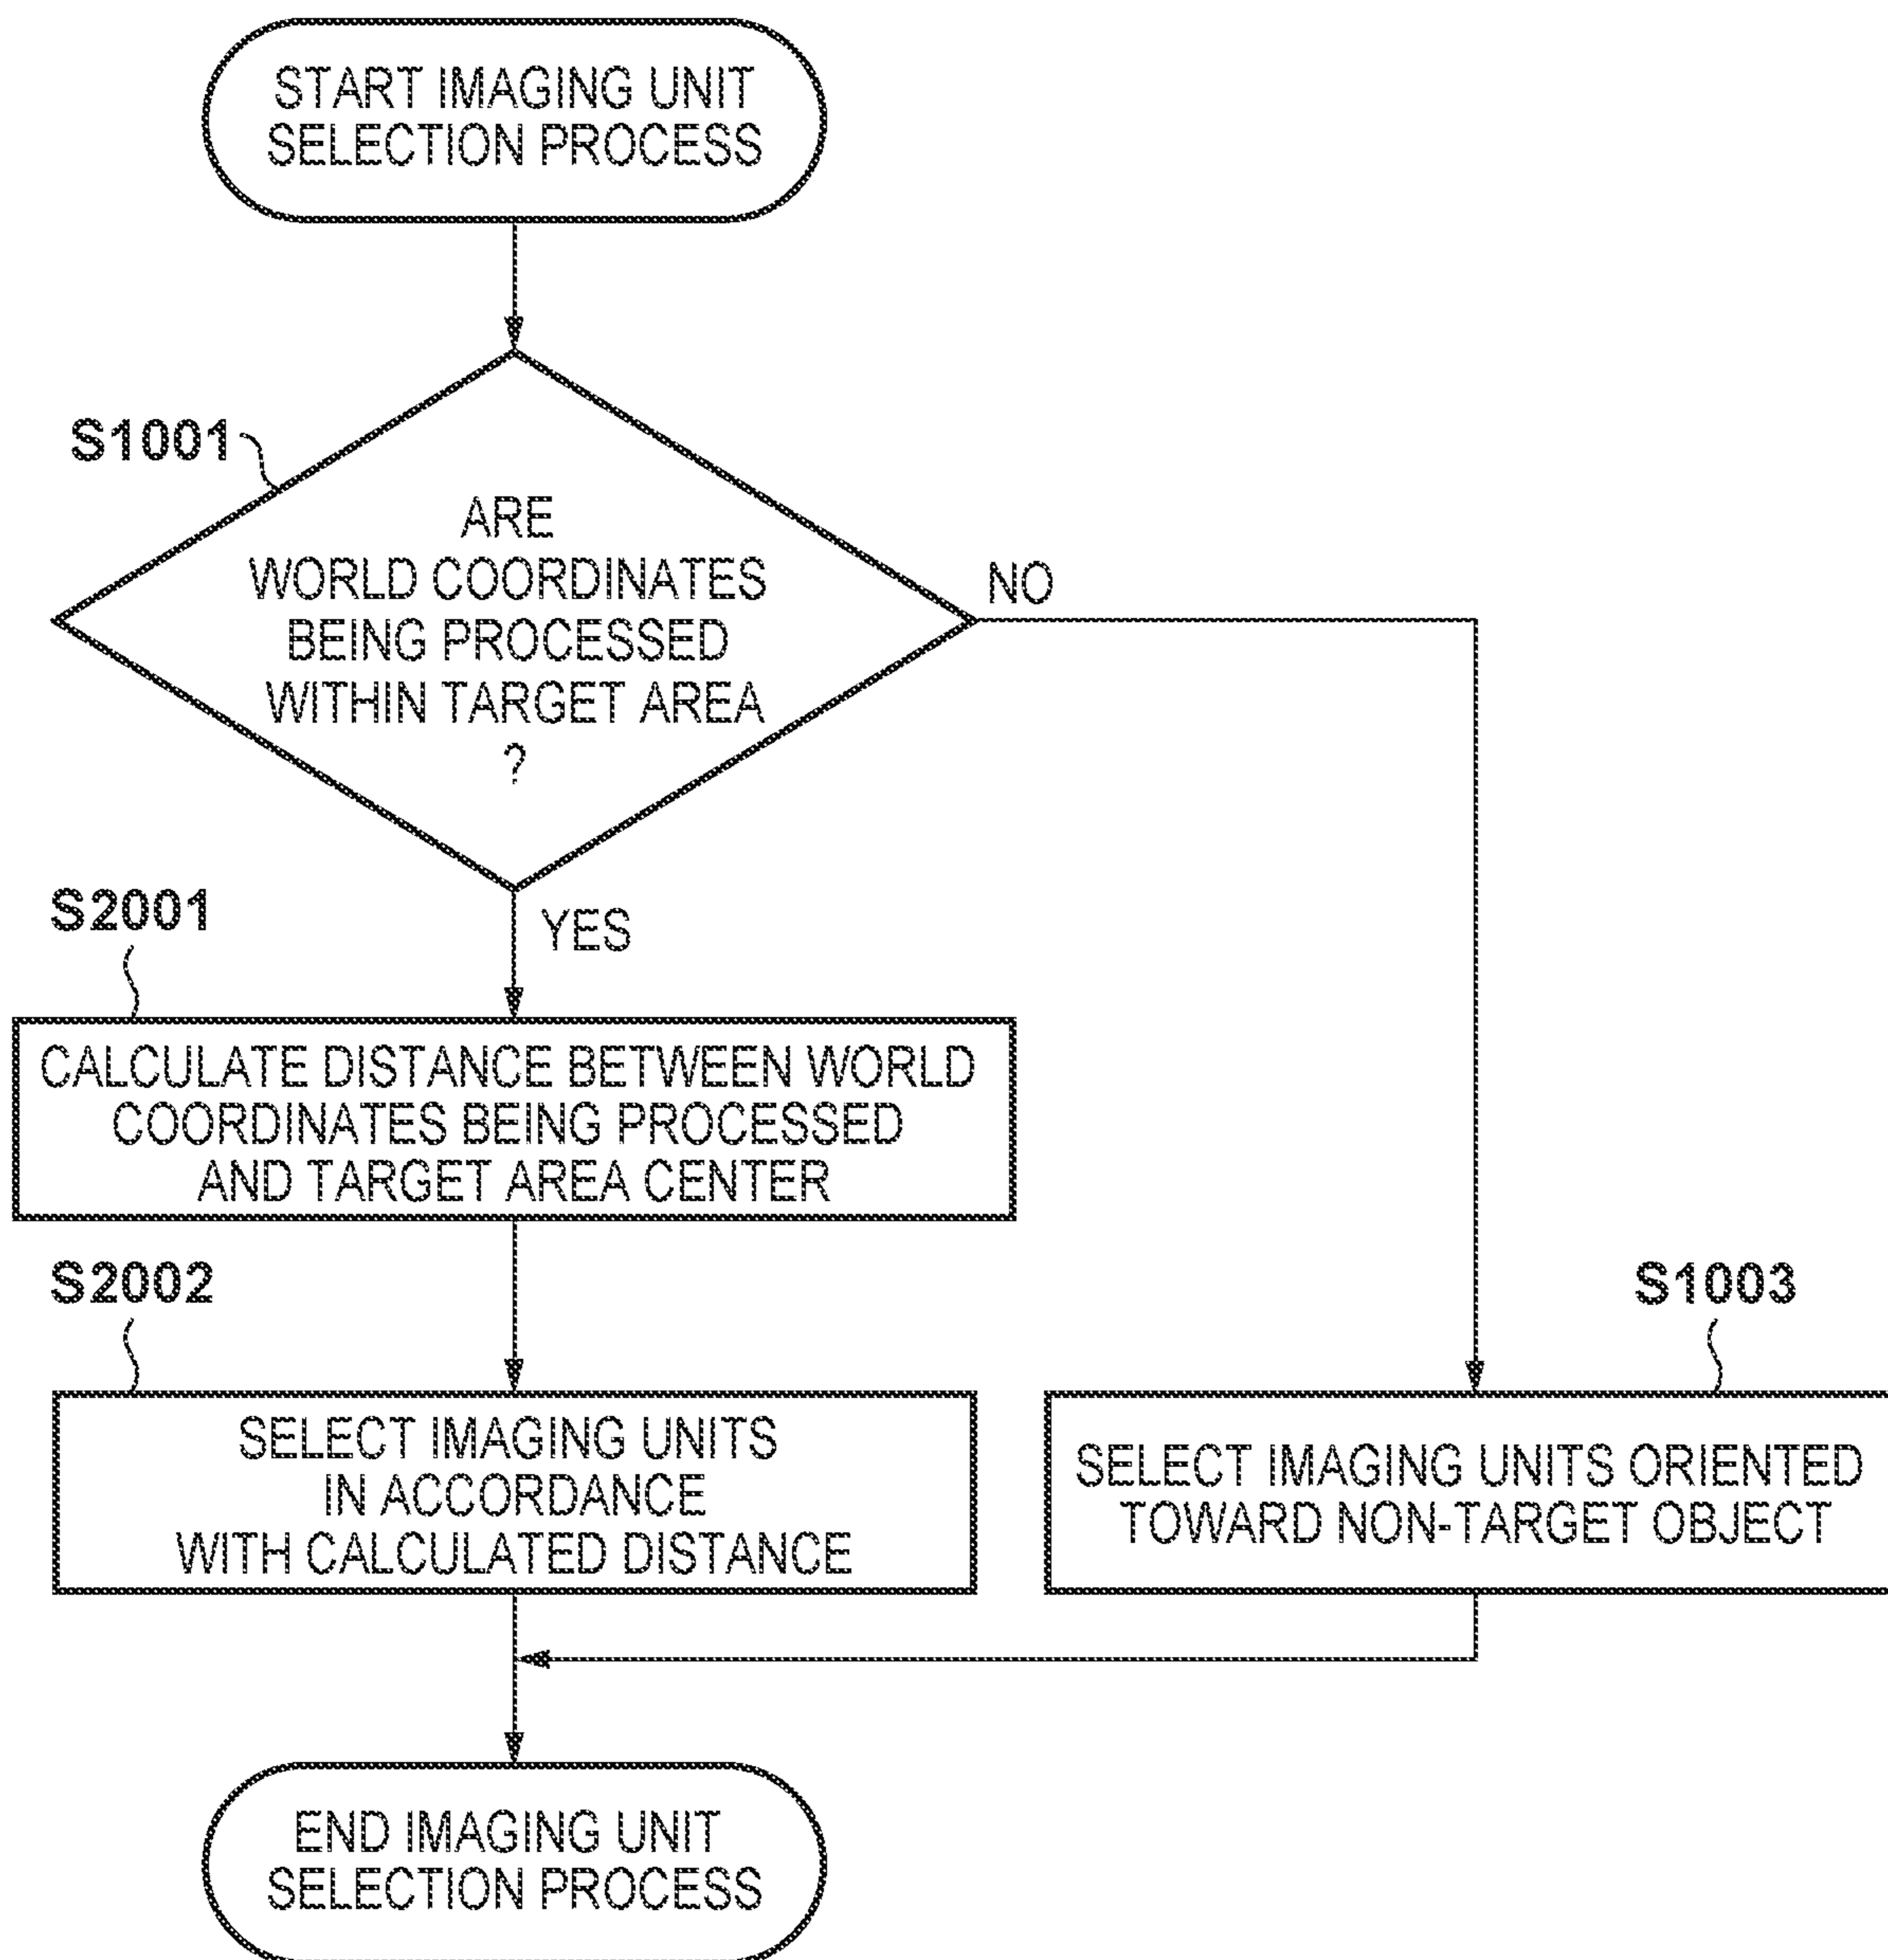 START IMAGING UNIT
SELECTION PROCESS
S1001
ARE
WORLD COORDINATES
BEING PROCESSED
WITHIN TARGET AREA
?
NO
YES
S2001
CALCULATE DISTANCE BETWEEN WORLD
COORDINATES BEING PROCESSED
AND TARGET AREA CENTER
S2002
SELECT IMAGING UNITS
IN ACCORDANCE
WITH CALCULATED DISTANCE
S1003
SELECT IMAGING UNITS ORIENTED
TOWARD NON-TARGET OBJECT
END IMAGING UNIT
SELECTION PROCESS